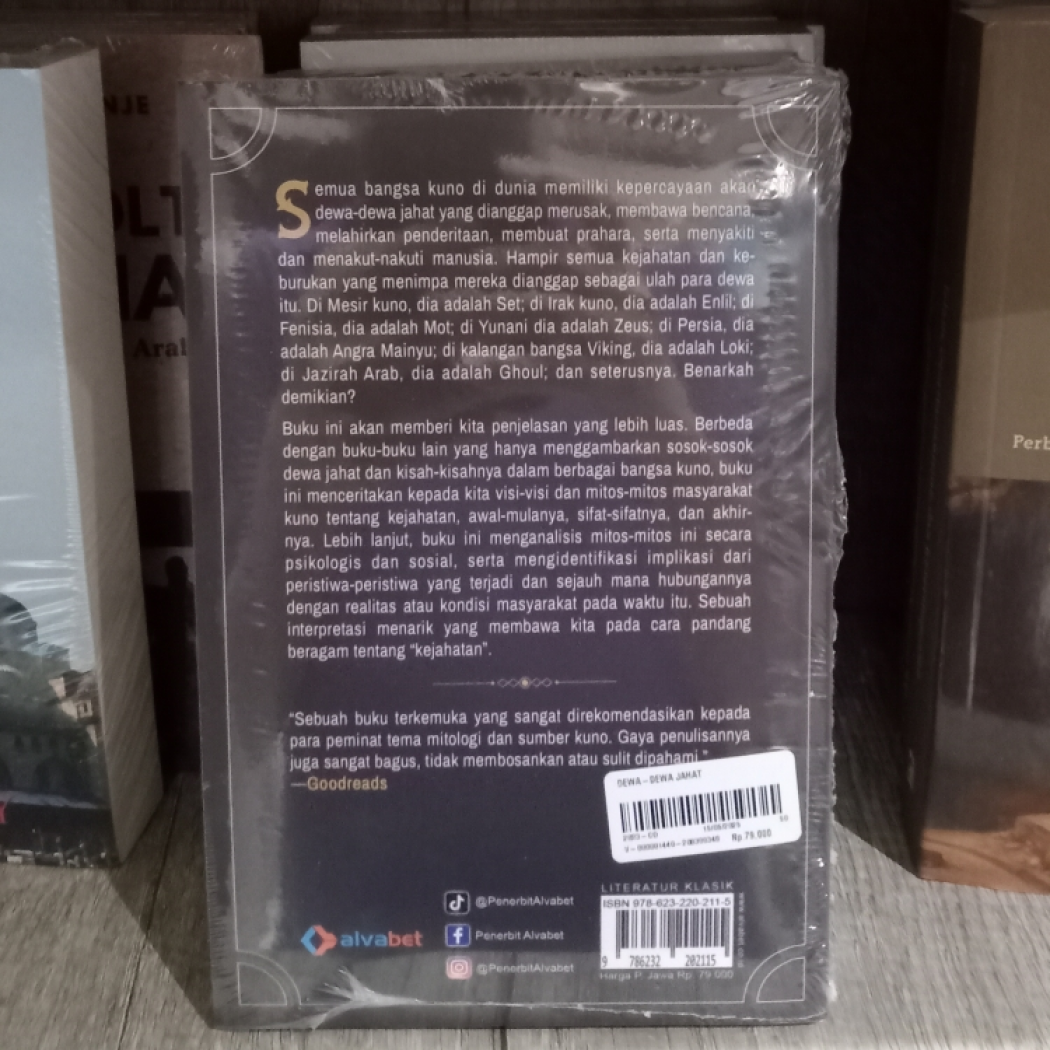 NJE
Aral
Perb
Semua bangsa kuno di dunia memiliki kepercayaan akan
dewa-dewa jahat yang dianggap merusak, membawa bencana,
melahirkan penderitaan, membuat prahara, serta menyakiti
dan menakut-nakuti manusia. Hampir semua kejahatan dan ke-
burukan yang menimpa mereka dianggap sebagai ulah para dewa
itu. Di Mesir kuno, dia adalah Set; di Irak kuno, dia adalah Enlil; di
Fenisia, dia adalah Mot; di Yunani dia adalah Zeus; di Persia, dia
adalah Angra Mainyu; di kalangan bangsa Viking, dia adalah Loki;
di Jazirah Arab, dia adalah Ghoul; dan seterusnya. Benarkah
demikian?
Buku ini akan memberi kita penjelasan yang lebih luas. Berbeda
dengan buku-buku lain yang hanya menggambarkan sosok-sosok
dewa jahat dan kisah-kisahnya dalam berbagai bangsa kuno, buku
ini menceritakan kepada kita visi-visi dan mitos-mitos masyarakat
kuno tentang kejahatan, awal-mulanya, sifat-sifatnya, dan akhir-
nya. Lebih lanjut, buku ini menganalisis mitos-mitos ini secara
psikologis dan sosial, serta mengidentifikasi implikasi dari
peristiwa-peristiwa yang terjadi dan sejauh mana hubungannya
dengan realitas atau kondisi masyarakat pada waktu itu. Sebuah
interpretasi menarik yang membawa kita pada cara pandang
beragam tentang “kejahatan”.
“Sebuah buku terkemuka yang sangat direkomendasikan kepada
para peminat tema mitologi dan sumber kuno. Gaya penulisannya
juga sangat bagus, tidak membosankan atau sulit dipahami.”
—Goodreads
DEWA - DEWA JAHAT
Rp 79.000
alvabet
@PenerbitAlvabet
Penerbit Alvabet
@PenerbitAlvabet
LITERATUR KLASIK
ISBN 978-623-220-211-5
9 786232 202115
Harga P. Jawa Rp. 79 000